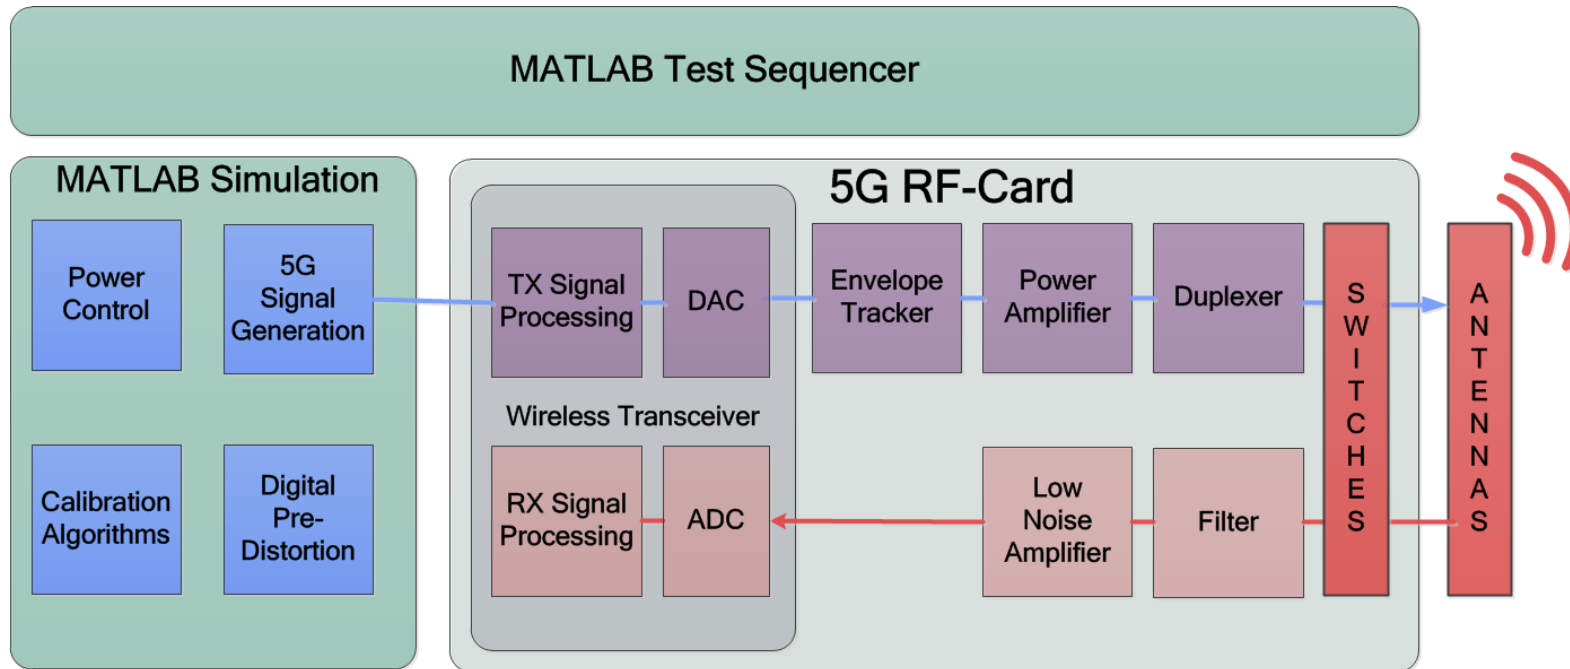 MATLAB Test Sequencer
MATLAB Simulation
5G RF-Card
Power
Control
5G
Signal
Generation
TX Signal
Processing
DAC
Envelope
Tracker
Power
Amplifier
Duplexer
SWITCHES
ANTENNAS
Wireless Transceiver
Calibration
Algorithms
Digital
Pre-
Distortion
RX Signal
Processing
ADC
Low
Noise
Amplifier
Filter